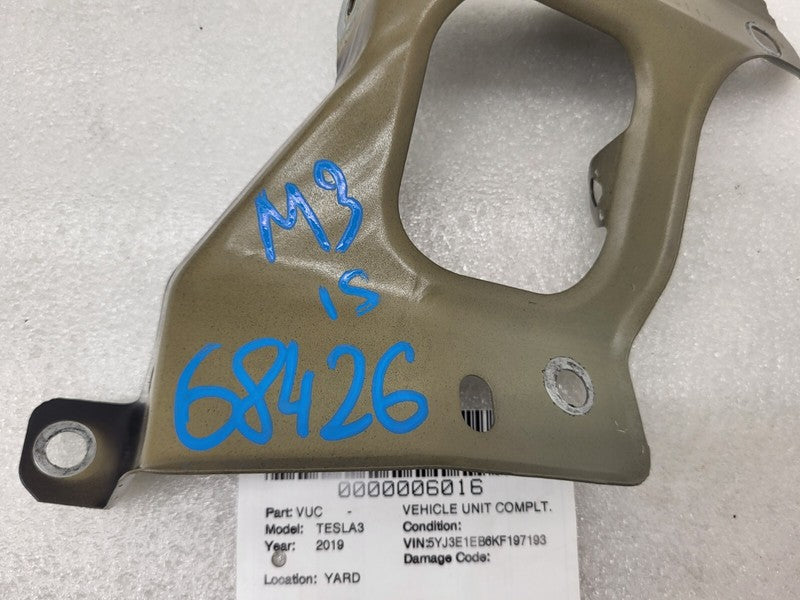 M3
is
68426
0000006016
Part: VUC - VEHICLE UNIT COMPLT.
Model: TESLA3 Condition:
Year: 2019 VIN:5YJ3E1EB6KF197193
Damage Code:
Location: YARD